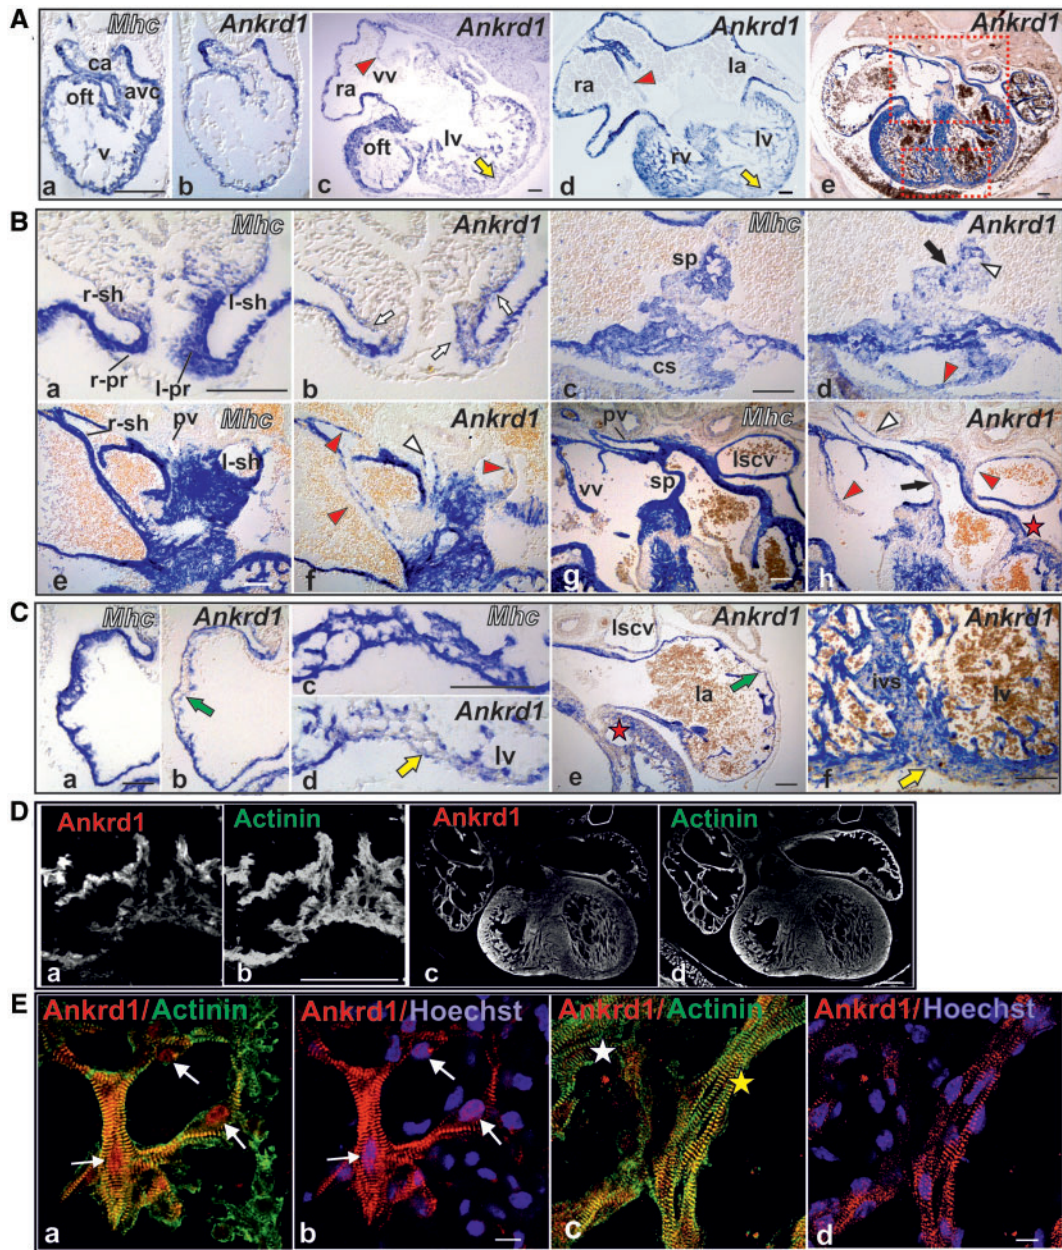 A
Mhc
ca
oft
avc
v
a
Ankrd1
b
Ankrd1
vv
ra
lv
oft
c
Ankrd1
la
ra
lv
rv
d
Ankrd1
e
B
Mhc
r-sh
l-sh
r-pr
l-pr
a
Ankrd1
b
Mhc
sp
cs
c
Ankrd1
d
Mhc
r-sh
pv
l-sh
e
Ankrd1
f
Mhc
pv
lscv
sp
vv
g
Ankrd1
h
C
Mhc
a
Ankrd1
b
Mhc
c
Ankrd1
lv
d
Ankrd1
lscv
la
e
Ankrd1
ivs
lv
f
D
Ankrd1
a
Actinin
b
Ankrd1
c
Actinin
d
E
Ankrd1/Actinin
a
Ankrd1/Hoechst
b
Ankrd1/Actinin
c
Ankrd1/Hoechst
d